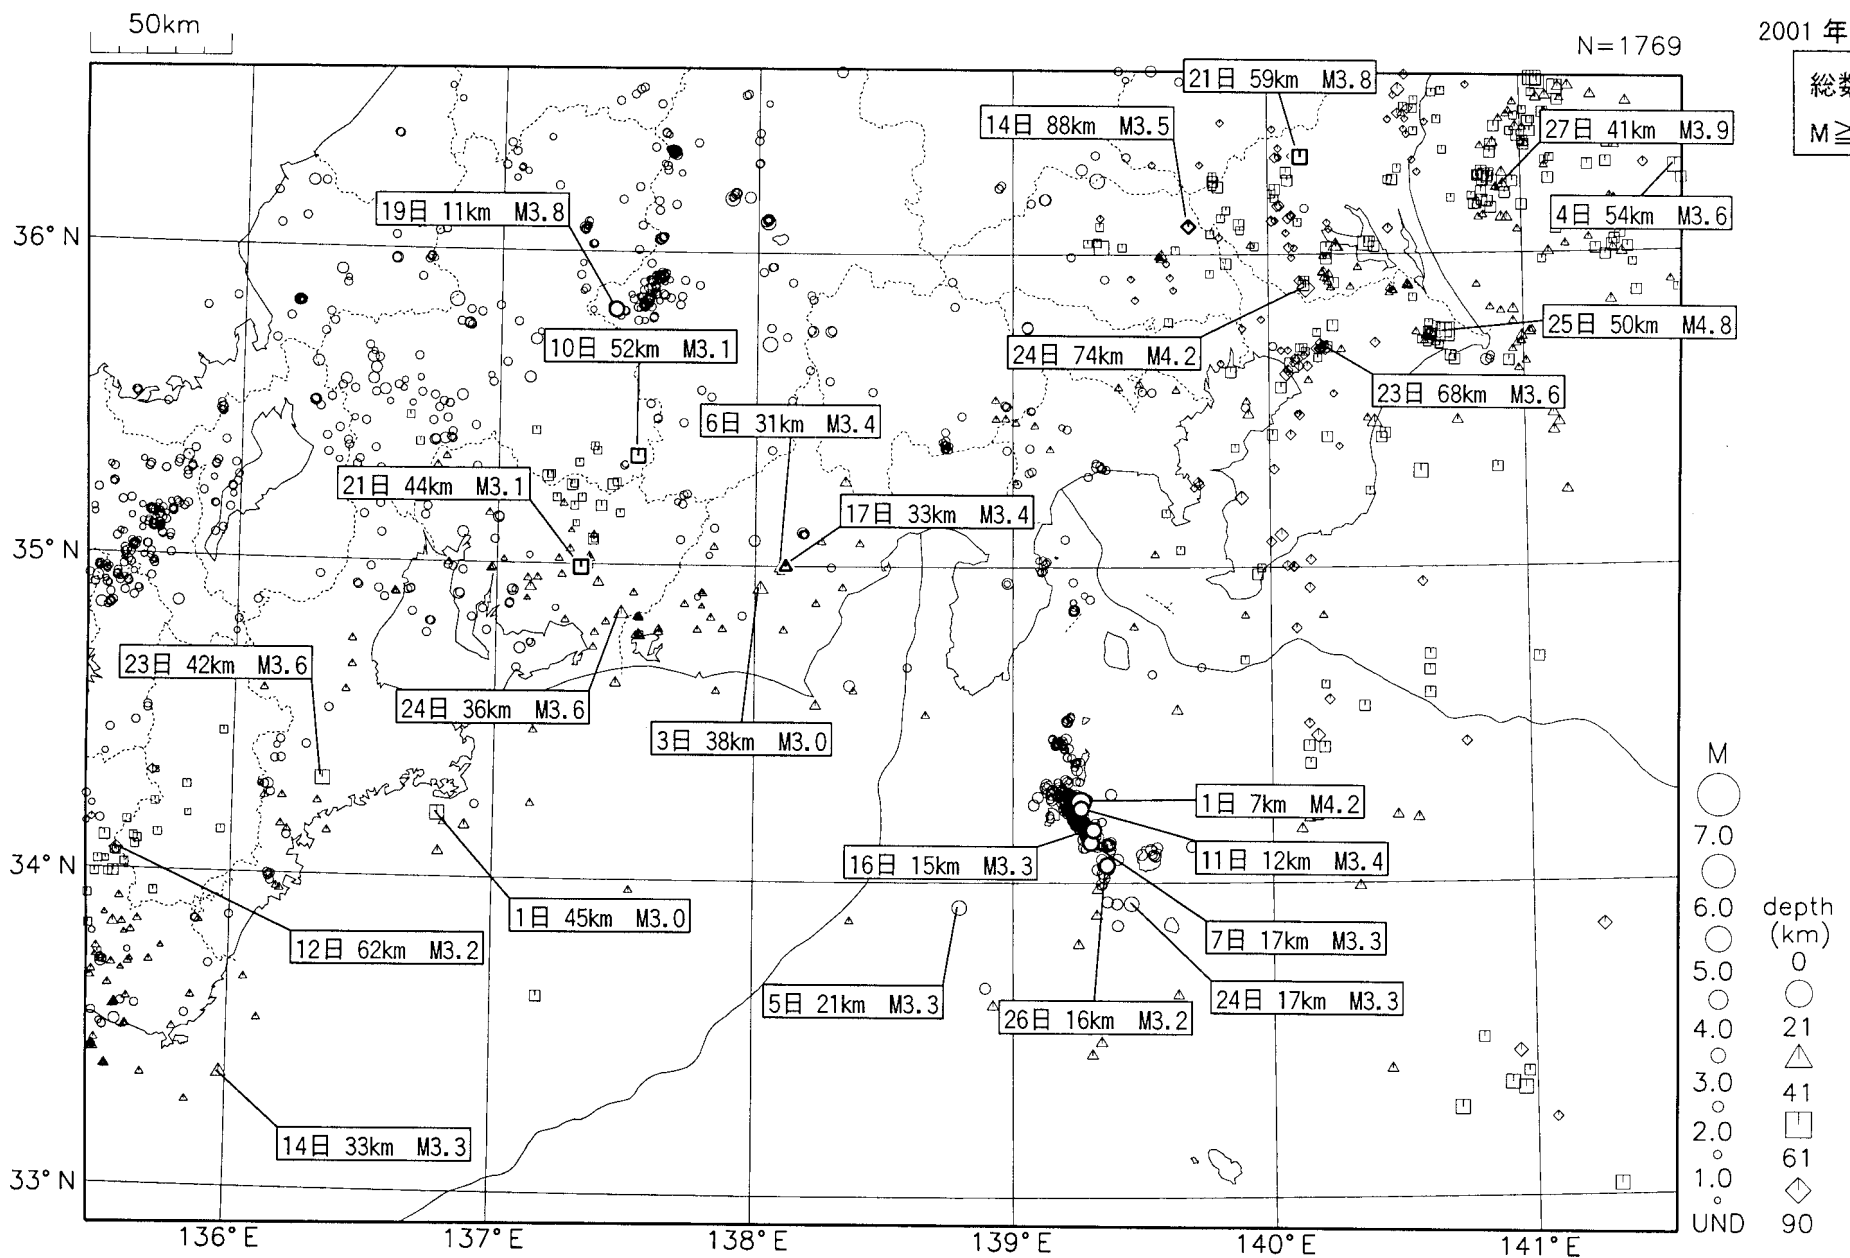 50km
N=1769
2001 年
総数
M≧
21日 59km M3.8
14日 88km M3.5
27日 41km M3.9
19日 11km M3.8
4日 54km M3.6
36°N
10日 52km M3.1
24日 74km M4.2
25日 50km M4.8
23日 68km M3.6
6日 31km M3.4
21日 44km M3.1
17日 33km M3.4
35°N
23日 42km M3.6
24日 36km M3.6
3日 38km M3.0
1日 7km M4.2
16日 15km M3.3
11日 12km M3.4
34°N
1日 45km M3.0
12日 62km M3.2
7日 17km M3.3
5日 21km M3.3
24日 17km M3.3
26日 16km M3.2
14日 33km M3.3
33°N
136°E
137°E
138°E
139°E
140°E
141°E
M
7.0
6.0
5.0
4.0
3.0
2.0
1.0
UND
depth
(km)
0
21
41
61
90